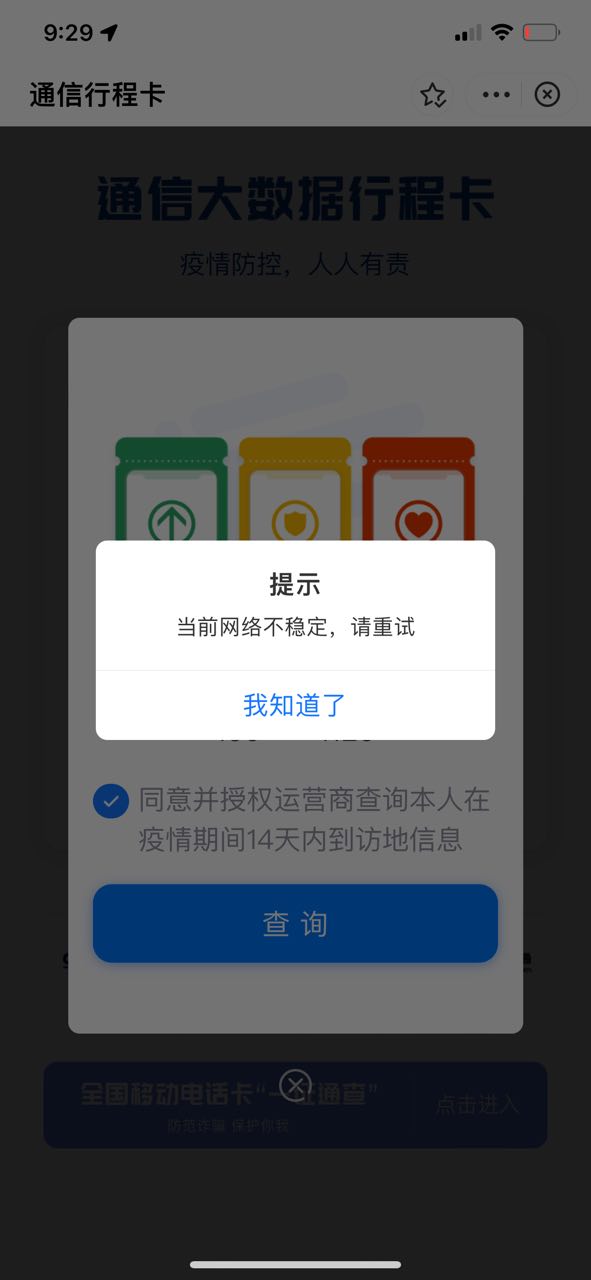 9:29
通信行程卡
通信大数据行程卡
疫情防控，人人有责
提示
当前网络不稳定，请重试
我知道了
同意并授权运营商查询本人在
疫情期间14天内到访地信息
查 询
全国移动电话卡“一证通查”
点击进入
防范诈骗 保护你我